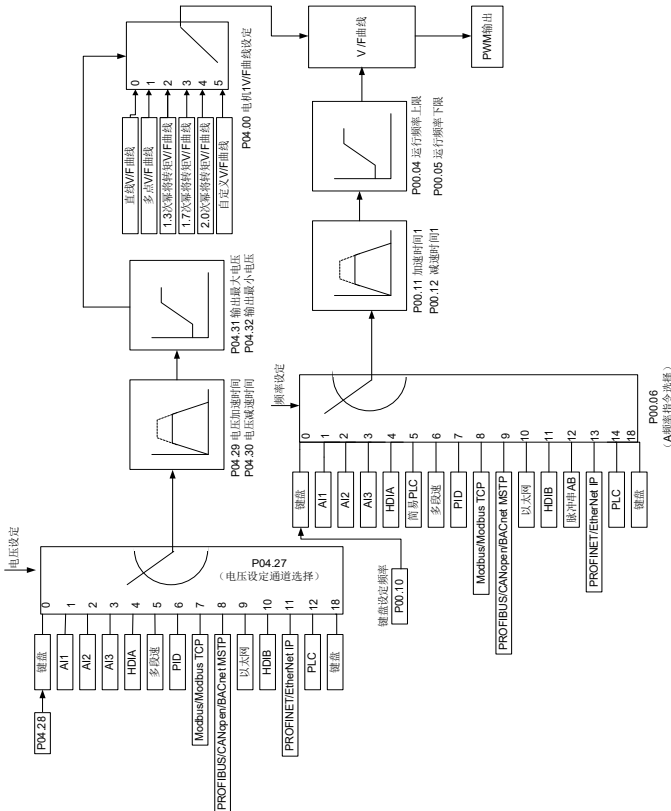 电压设定
P04.28
键盘
AI1
AI2
AI3
HDIA
多段速
PID
Modbus/Modbus TCP
PROFIBUS/CANopen/BACnet MSTP
以太网
HDIB
PROFINET/EtherNet IP
PLC
键盘
0
1
2
3
4
5
6
7
8
9
10
11
12
18
P04.27
（电压设定通道选择）
P04.29 电压加速时间
P04.30 电压减速时间
P04.31 输出最大电压
P04.32 输出最小电压
直线V/F曲线
多点V/F曲线
1.3次幂将转矩V/F曲线
1.7次幂将转矩V/F曲线
2.0次幂将转矩V/F曲线
自定义V/F曲线
0
1
2
3
4
5
P04.00 电机1V/F曲线设定
频率设定
键盘设定频率
P00.10
键盘
AI1
AI2
AI3
HDIA
简易PLC
多段速
PID
Modbus/Modbus TCP
PROFIBUS/CANopen/BACnet MSTP
以太网
HDIB
脉冲串AB
PROFINET/EtherNet IP
PLC
键盘
0
1
2
3
4
5
6
7
8
9
10
11
12
13
14
18
P00.06
（A频率指令选择）
P00.11 加速时间1
P00.12 减速时间1
P00.04 运行频率上限
P00.05 运行频率下限
V /F曲线
PWM输出